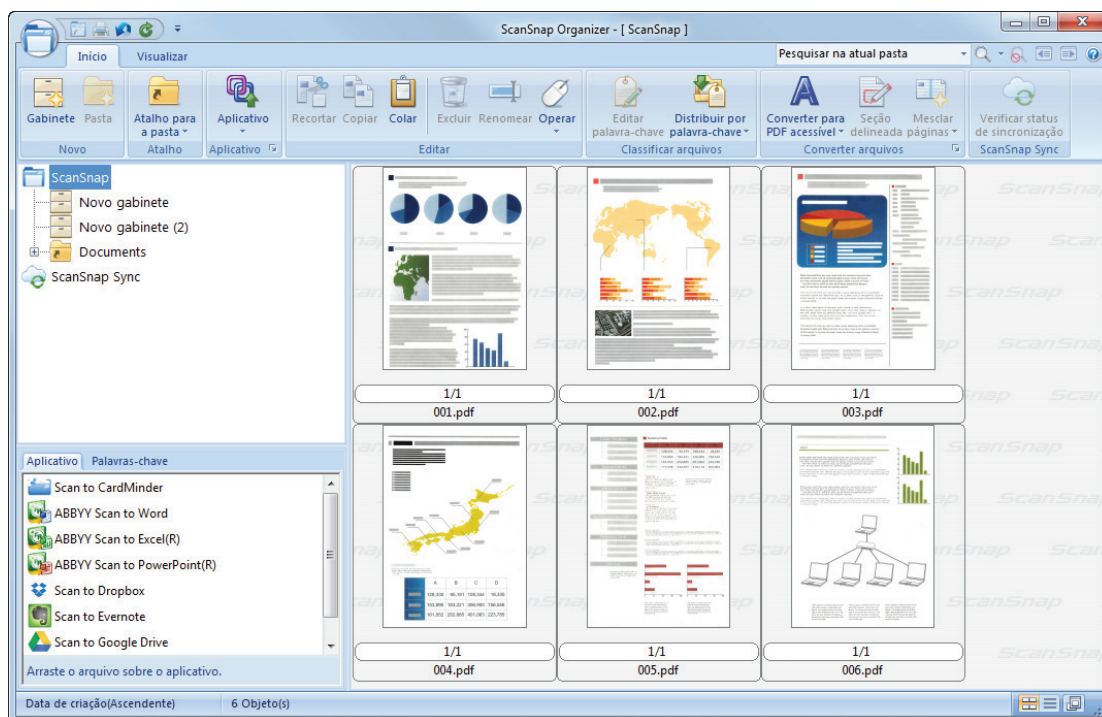 ScanSnap Organizer - [ ScanSnap ]
Início Visualizar
Pesquisar na atual pasta
Gabinete Pasta
Novo
Atalho para a pasta
Atalho
Aplicativo
Aplicativo
Recortar Copiar Colar Excluir Renomear Operar
Editar
Editar palavra-chave
Distribuir por palavra-chave
Classificar arquivos
Converter para PDF acessível
Seção delineada
Mesclar páginas
Converter arquivos
Verificar status de sincronização
ScanSnap Sync
ScanSnap
Novo gabinete
Novo gabinete (2)
Documents
ScanSnap Sync
Aplicativo Palavras-chave
Scan to CardMinder
ABBYY Scan to Word
ABBYY Scan to Excel(R)
ABBYY Scan to PowerPoint(R)
Scan to Dropbox
Scan to Evernote
Scan to Google Drive
Arraste o arquivo sobre o aplicativo.
1/1
001.pdf
1/1
002.pdf
1/1
003.pdf
A B C D
1/1
004.pdf
1/1
005.pdf
1/1
006.pdf
ScanSnap
Data de criação(Ascendente)
6 Objeto(s)